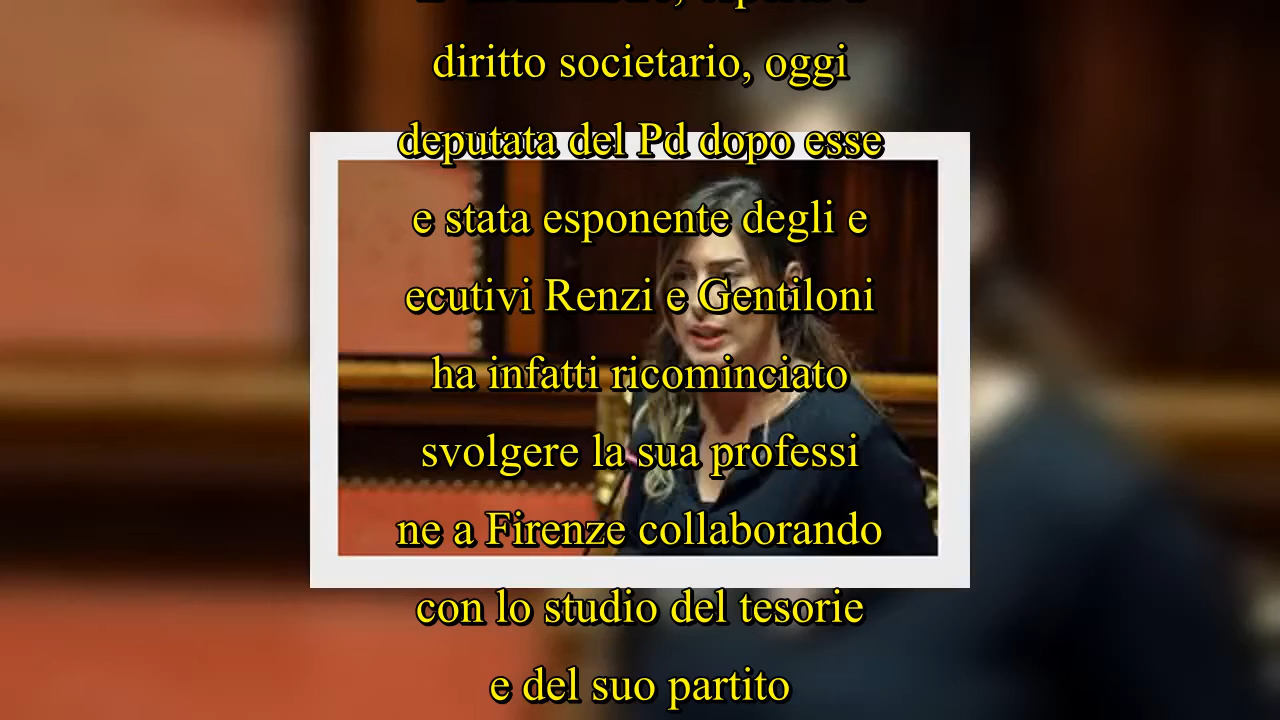 diritto societario, oggi
deputata del Pd dopo esse
e stata esponente degli e
ecutivi Renzi e Gentiloni
ha infatti ricominciato
svolgere la sua professi
ne a Firenze collaborando
con lo studio del tesorie
e del suo partito